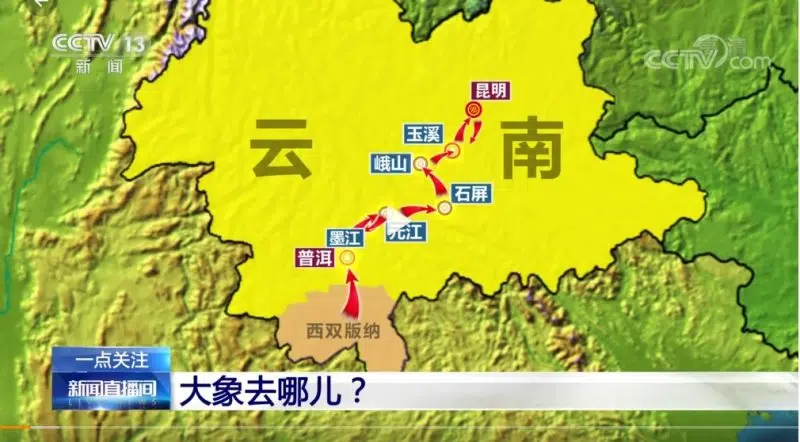 CCTV 13
新闻
CCTV.com
昆明
玉溪
云南
峨山
石屏
墨江
元江
普洱
西双版纳
一点关注
新闻直播间
LIVE NEWS
大象去哪儿？